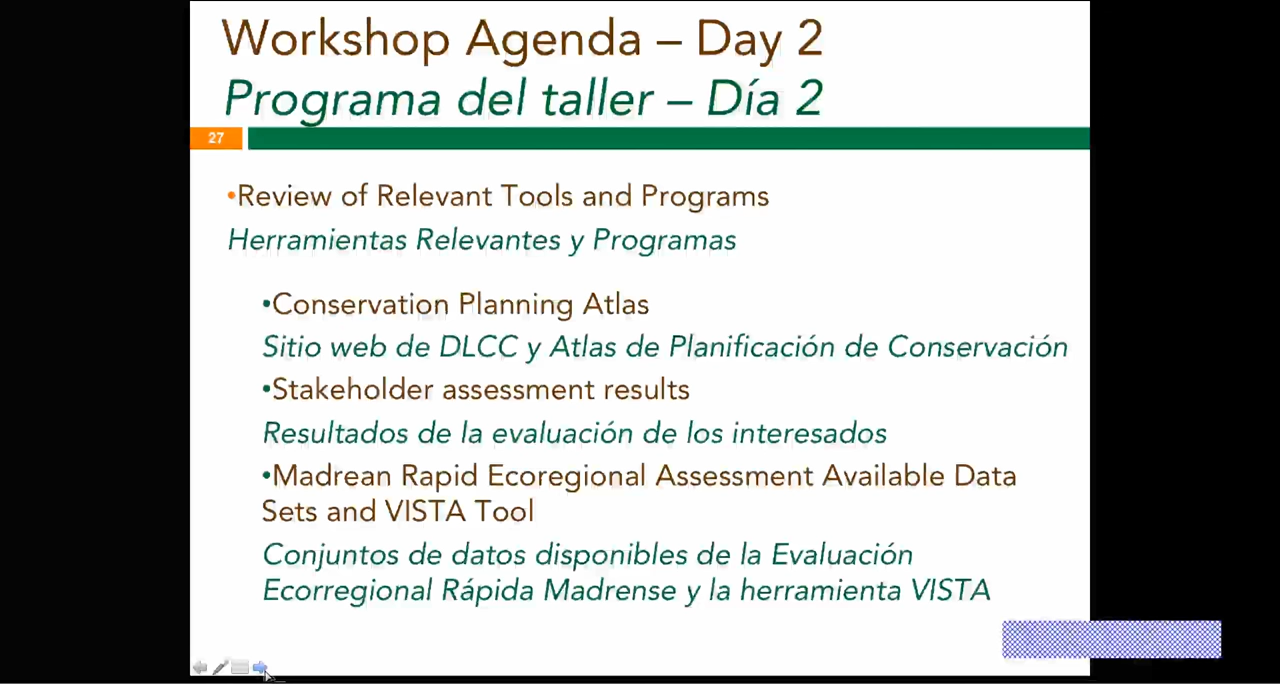 Workshop Agenda – Day 2
Programa del taller – Día 2
27
•Review of Relevant Tools and Programs
Herramientas Relevantes y Programas
•Conservation Planning Atlas
Sitio web de DLCC y Atlas de Planificación de Conservación
•Stakeholder assessment results
Resultados de la evaluación de los interesados
•Madrean Rapid Ecoregional Assessment Available Data
Sets and VISTA Tool
Conjuntos de datos disponibles de la Evaluación
Ecorregional Rápida Madrense y la herramienta VISTA